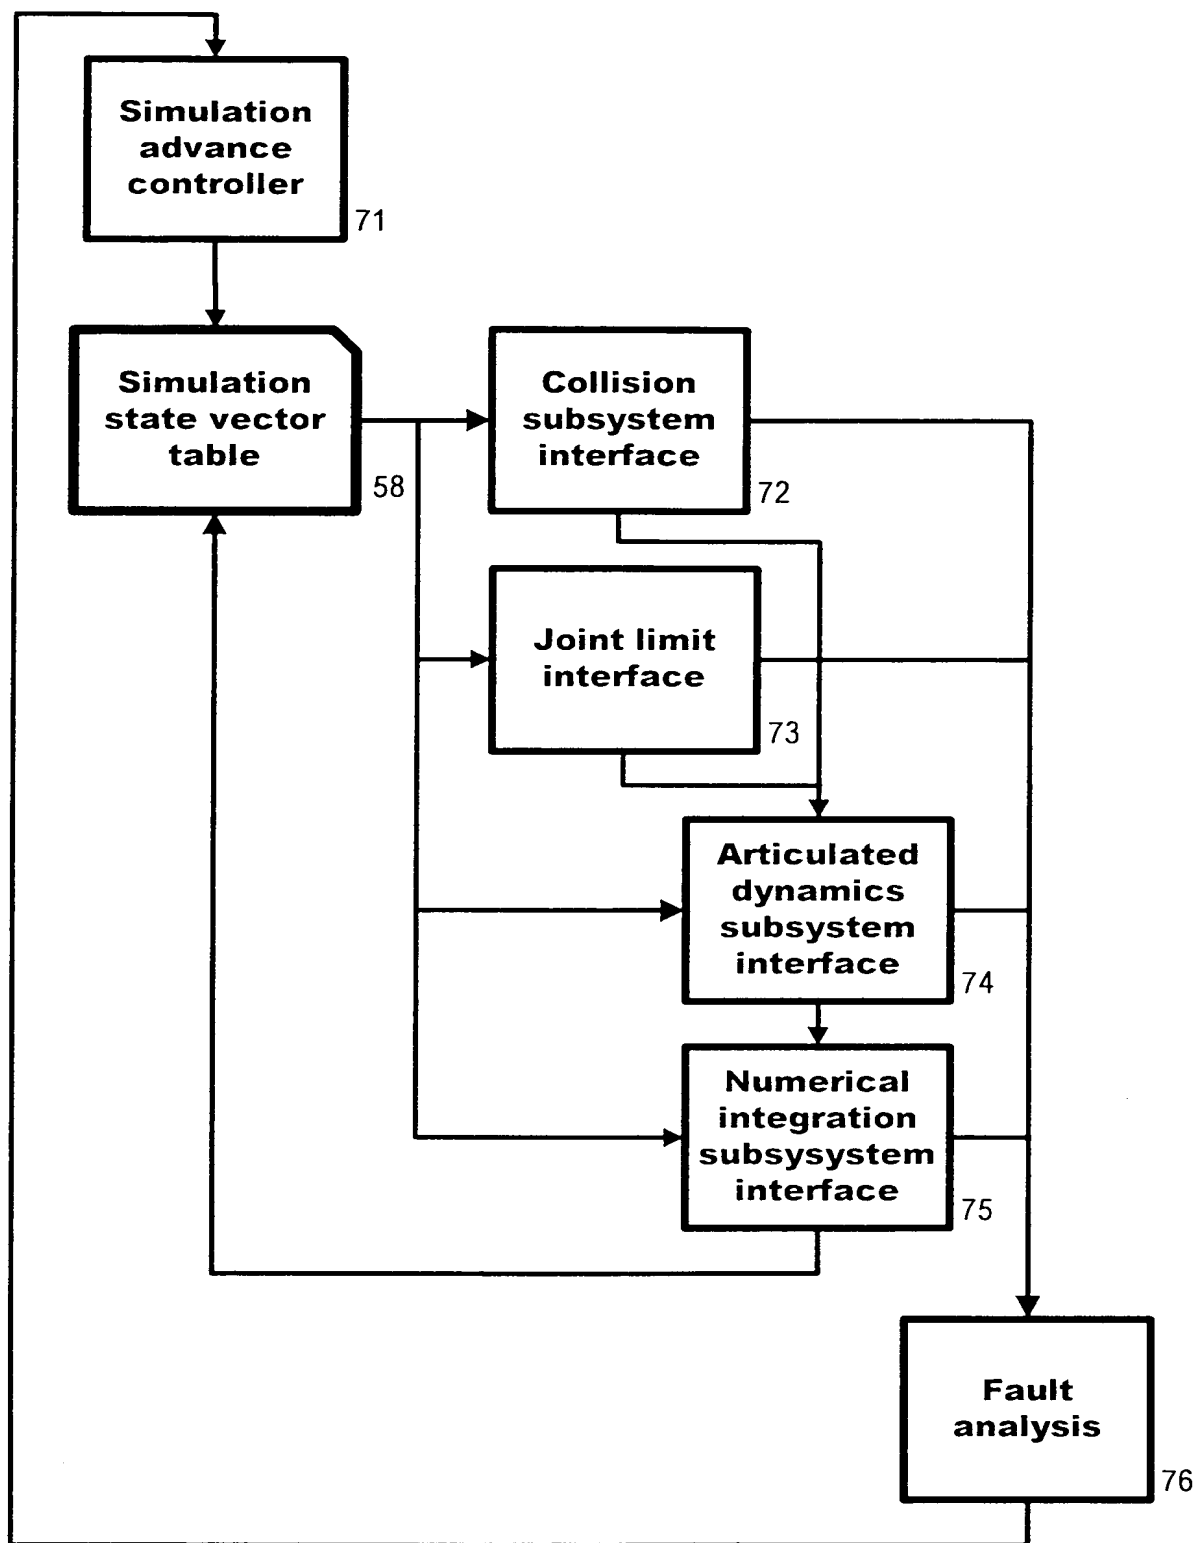 Simulation
advance
controller
71
Simulation
state vector
table
58
Collision
subsystem
interface
72
Joint limit
interface
73
Articulated
dynamics
subsystem
interface
74
Numerical
integration
subsysystem
interface
75
Fault
analysis
76